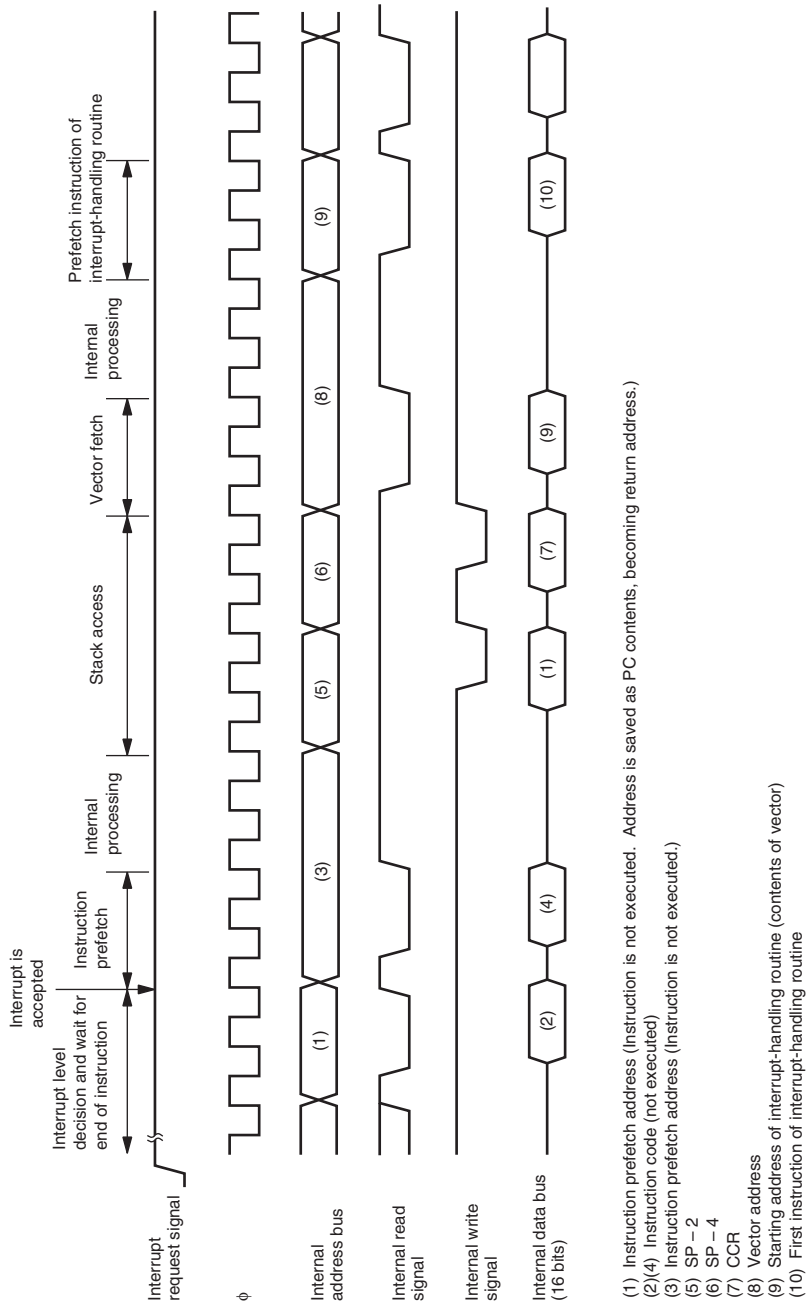 Interrupt is
accepted
Interrupt level
decision and wait for
end of instruction
Instruction
prefetch
Internal
processing
Stack access
Vector fetch
Internal
processing
Prefetch instruction of
interrupt-handling routine
Interrupt
request signal
φ
Internal
address bus
(1)
(3)
(5)
(6)
(8)
(9)
Internal read
signal
Internal write
signal
Internal data bus
(16 bits)
(2)
(4)
(1)
(7)
(9)
(10)
(1) Instruction prefetch address (Instruction is not executed. Address is saved as PC contents, becoming return address.)
(2)(4) Instruction code (not executed)
(3) Instruction prefetch address (Instruction is not executed.)
(5) SP – 2
(6) SP – 4
(7) CCR
(8) Vector address
(9) Starting address of interrupt-handling routine (contents of vector)
(10) First instruction of interrupt-handling routine